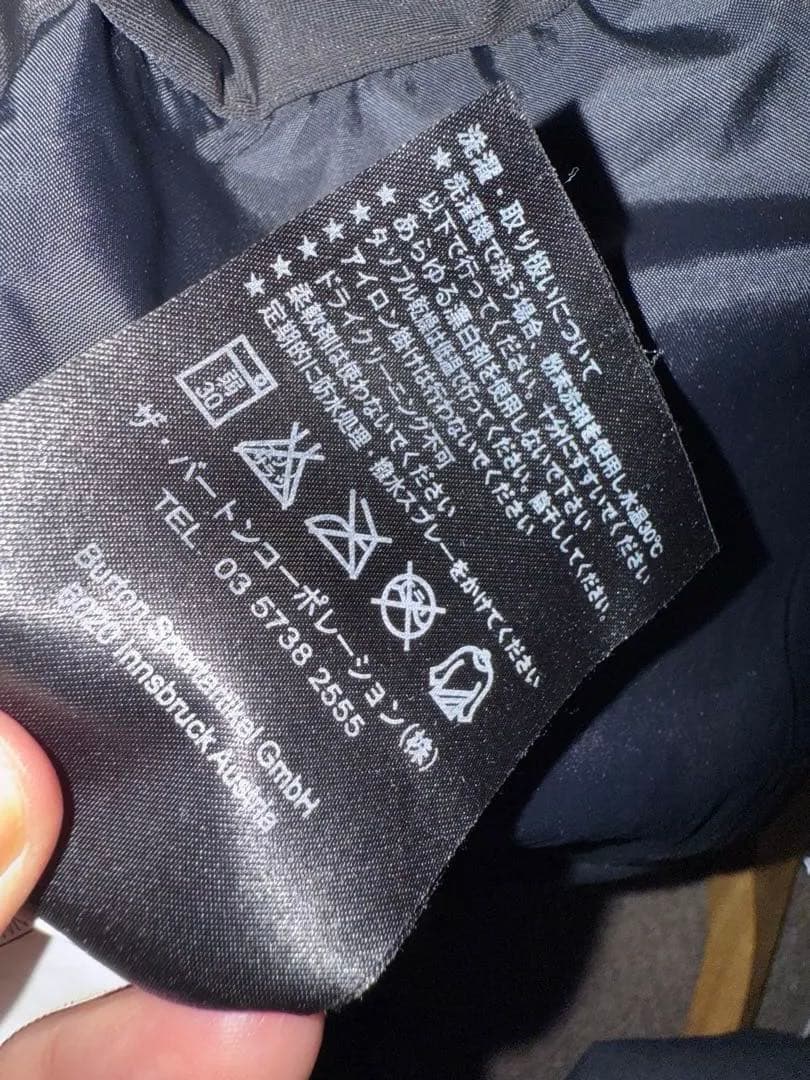 洗濯・取り扱いについて
★洗濯機で洗う場合、粉末洗剤を使用し水温30℃
以下で行ってください。十分にすすいでください
★あらゆる漂白剤を使用しないで下さい
★タンブル乾燥は低温で行ってください。陰干ししてください。
★アイロン掛けは行わないでください
★ドライクリーニング不可
★柔軟剤は使わないでください
★定期的に防水処理・撥水スプレーをかけてください
弱
30
ザ・バートンコーポレーション(株)
TEL 03 5738 2555
Burton Sportartikel GmbH
6020 Innsbruck Austria